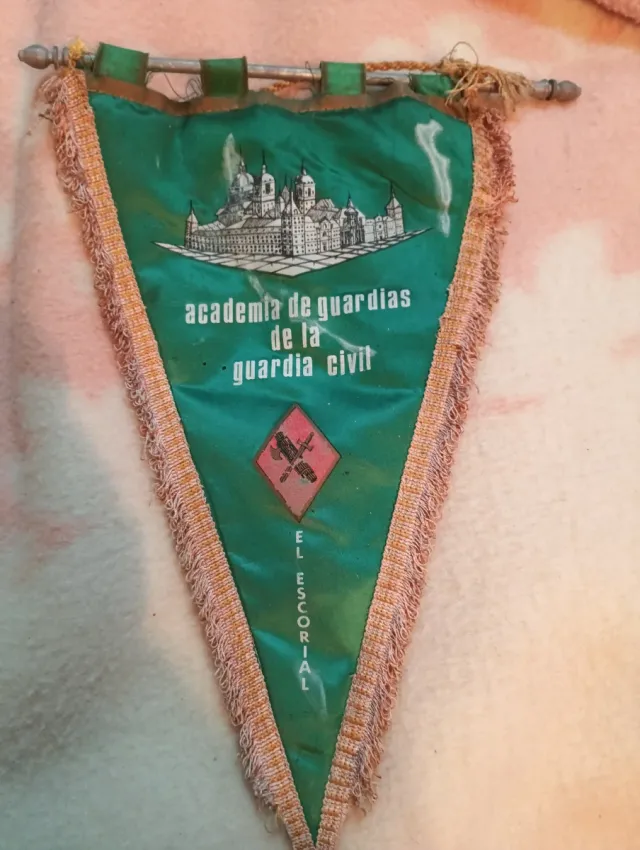 academia de guardias
de la
guardia civil
EL ESCORIAL